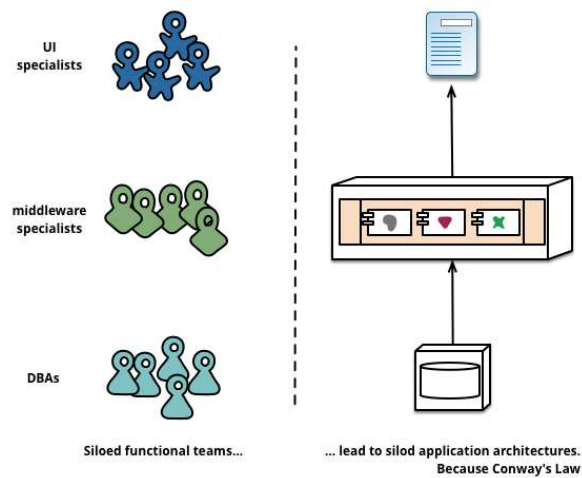 UI
specialists
middleware
specialists
DBAs
Siloed functional teams...
... lead to silod application architectures.
Because Conway's Law